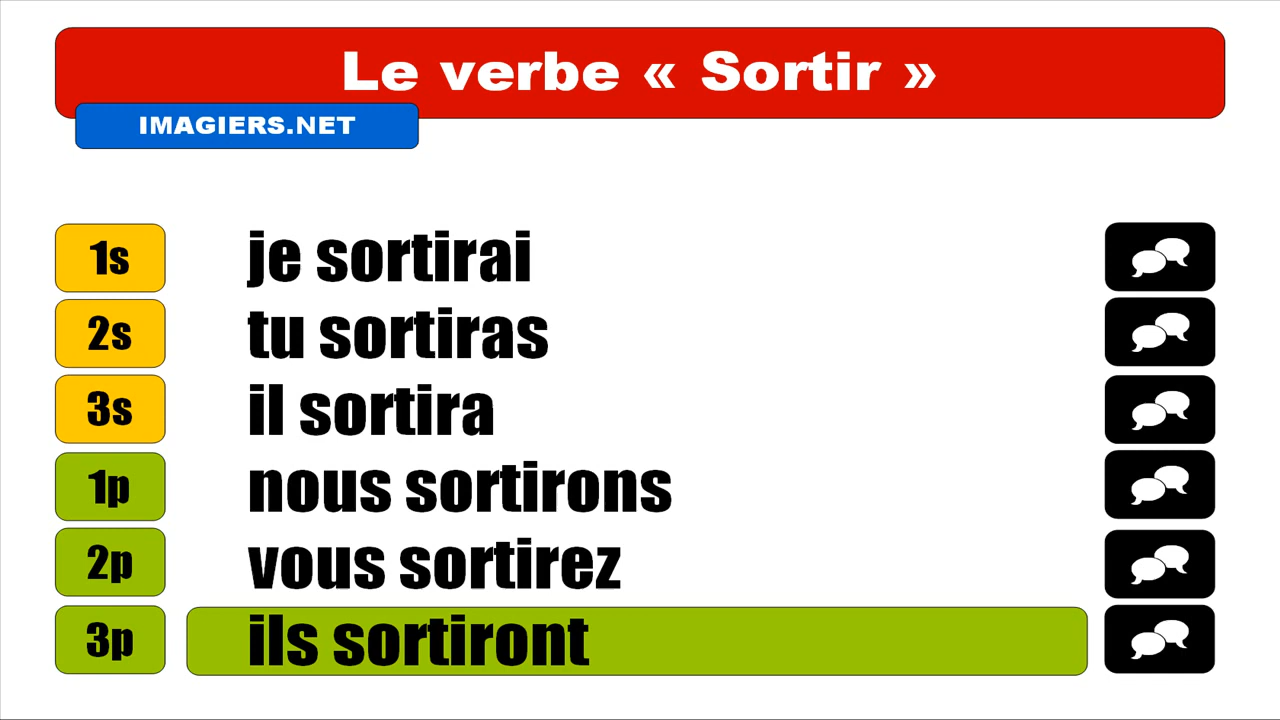 Le verbe « Sortir »
IMAGIERS.NET
1s je sortirai
2s tu sortiras
3s il sortira
1p nous sortirons
2p vous sortirez
3p ils sortiront